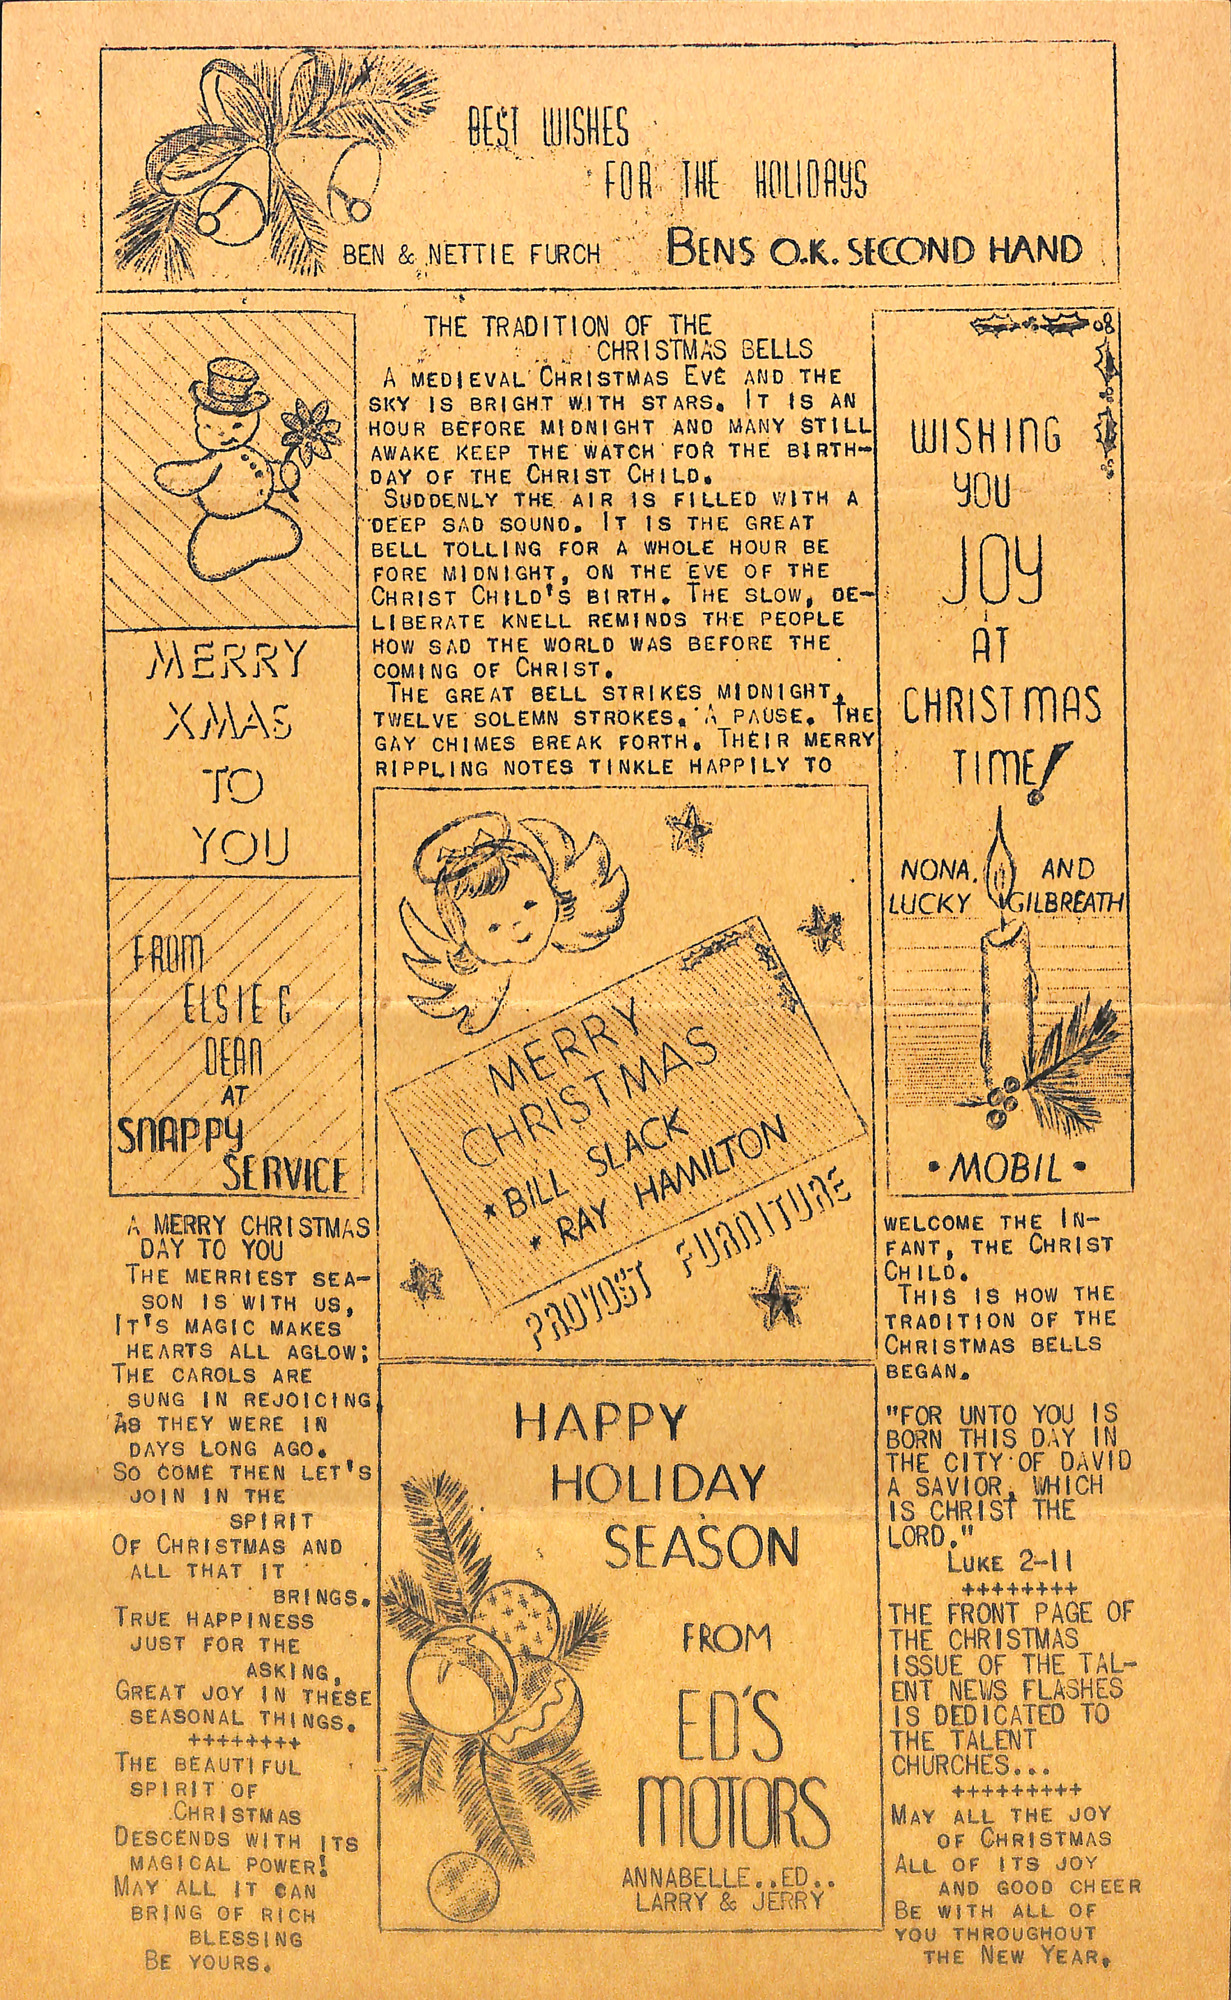 BEST WISHES
FOR THE HOLIDAYS
BEN & NETTIE FURCH BENS O.K. SECOND HAND
MERRY
XMAS
TO
YOU
FROM
ELSIE &
DEAN
AT
SNAPPY
SERVICE
A MERRY CHRISTMAS
DAY TO YOU
THE MERRIEST SEA-
SON IS WITH US,
IT'S MAGIC MAKES
HEARTS ALL AGLOW;
THE CAROLS ARE
SUNG IN REJOICING
AS THEY WERE IN
DAYS LONG AGO.
SO COME THEN LET'S
JOIN IN THE
SPIRIT
OF CHRISTMAS AND
ALL THAT IT
BRINGS.
TRUE HAPPINESS
JUST FOR THE
ASKING,
GREAT JOY IN THESE
SEASONAL THINGS.
++++++++
THE BEAUTIFUL
SPIRIT OF
CHRISTMAS
DESCENDS WITH ITS
MAGICAL POWER!
MAY ALL IT CAN
BRING OF RICH
BLESSING
BE YOURS.
THE TRADITION OF THE
CHRISTMAS BELLS
A MEDIEVAL CHRISTMAS EVE AND THE
SKY IS BRIGHT WITH STARS. IT IS AN
HOUR BEFORE MIDNIGHT AND MANY STILL
AWAKE KEEP THE WATCH FOR THE BIRTH-
DAY OF THE CHRIST CHILD.
SUDDENLY THE AIR IS FILLED WITH A
DEEP SAD SOUND. IT IS THE GREAT
BELL TOLLING FOR A WHOLE HOUR BE
FORE MIDNIGHT, ON THE EVE OF THE
CHRIST CHILD'S BIRTH. THE SLOW, DE-
LIBERATE KNELL REMINDS THE PEOPLE
HOW SAD THE WORLD WAS BEFORE THE
COMING OF CHRIST.
THE GREAT BELL STRIKES MIDNIGHT,
TWELVE SOLEMN STROKES. A PAUSE. THE
GAY CHIMES BREAK FORTH. THEIR MERRY
RIPPLING NOTES TINKLE HAPPILY TO
MERRY
CHRISTMAS
* BILL SLACK
* RAY HAMILTON
PROVOST FURNITURE
HAPPY
HOLIDAY
SEASON
FROM
ED'S
MOTORS
ANNABELLE..ED..
LARRY & JERRY
WISHING
YOU
JOY
AT
CHRISTMAS
TIME!
NONA, AND
LUCKY GILBREATH
• MOBIL •
WELCOME THE IN-
FANT, THE CHRIST
CHILD.
THIS IS HOW THE
TRADITION OF THE
CHRISTMAS BELLS
BEGAN.
"FOR UNTO YOU IS
BORN THIS DAY IN
THE CITY OF DAVID
A SAVIOR, WHICH
IS CHRIST THE
LORD."
LUKE 2-11
++++++++
THE FRONT PAGE OF
THE CHRISTMAS
ISSUE OF THE TAL-
ENT NEWS FLASHES
IS DEDICATED TO
THE TALENT
CHURCHES...
+++++++++
MAY ALL THE JOY
OF CHRISTMAS
ALL OF ITS JOY
AND GOOD CHEER
BE WITH ALL OF
YOU THROUGHOUT
THE NEW YEAR.